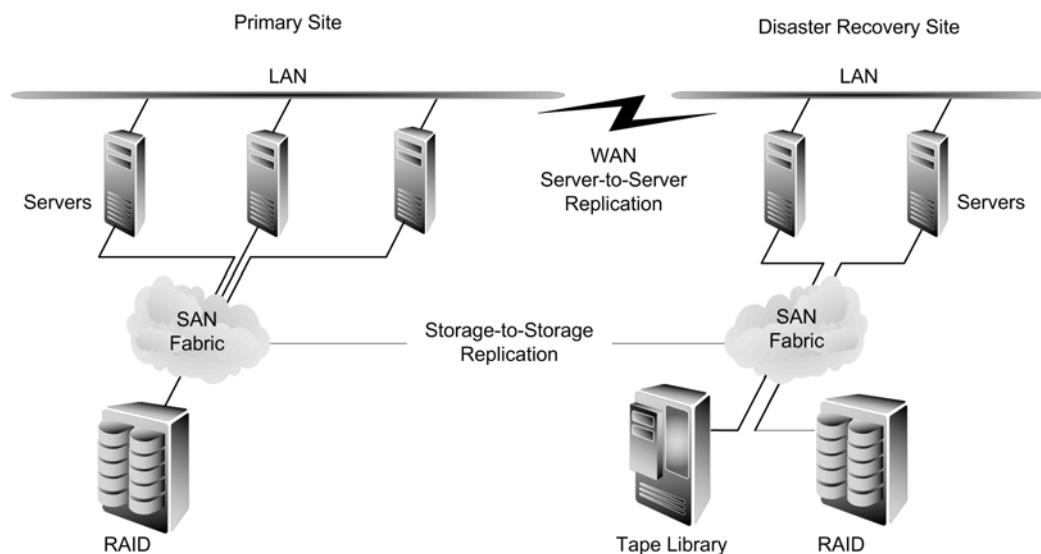 Primary Site
Disaster Recovery Site
LAN
LAN
WAN
Server-to-Server
Replication
Servers
Servers
SAN
Fabric
Storage-to-Storage
Replication
SAN
Fabric
RAID
Tape Library
RAID